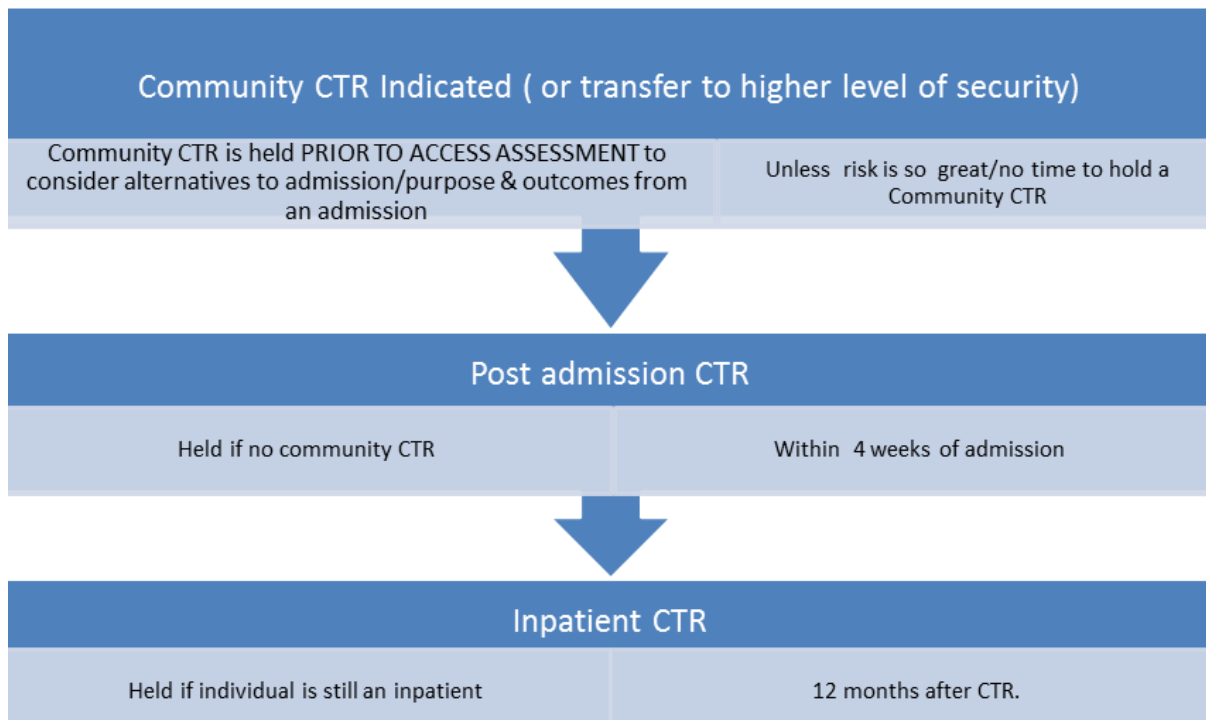 Community CTR Indicated ( or transfer to higher level of security)
Community CTR is held PRIOR TO ACCESS ASSESSMENT to
consider alternatives to admission/purpose & outcomes from
an admission
Unless risk is so great/no time to hold a
Community CTR
Post admission CTR
Held if no community CTR
Within 4 weeks of admission
Inpatient CTR
Held if individual is still an inpatient
12 months after CTR.